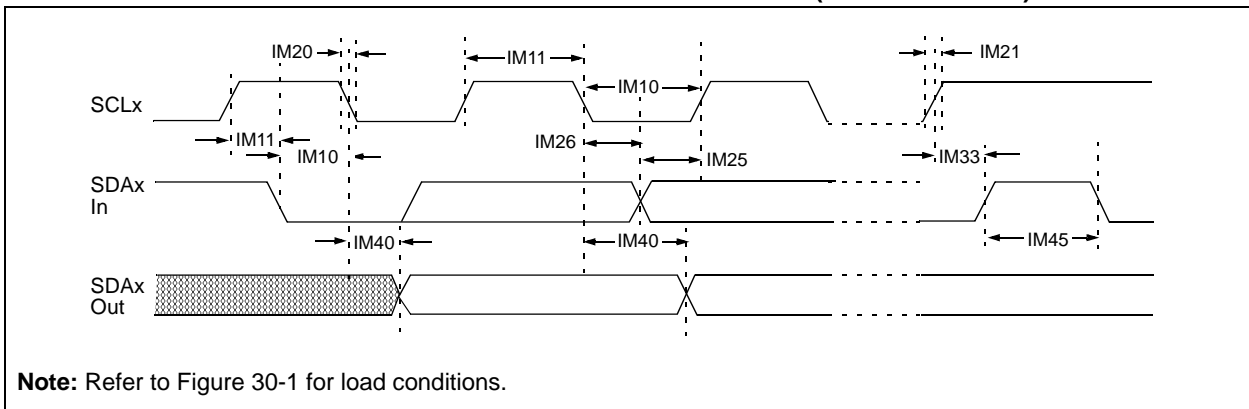 IM20
IM11
IM21
SCLx
IM10
IM11
IM10
IM26
IM25
IM33
SDAx
In
IM40
IM40
IM45
SDAx
Out
Note: Refer to Figure 30-1 for load conditions.